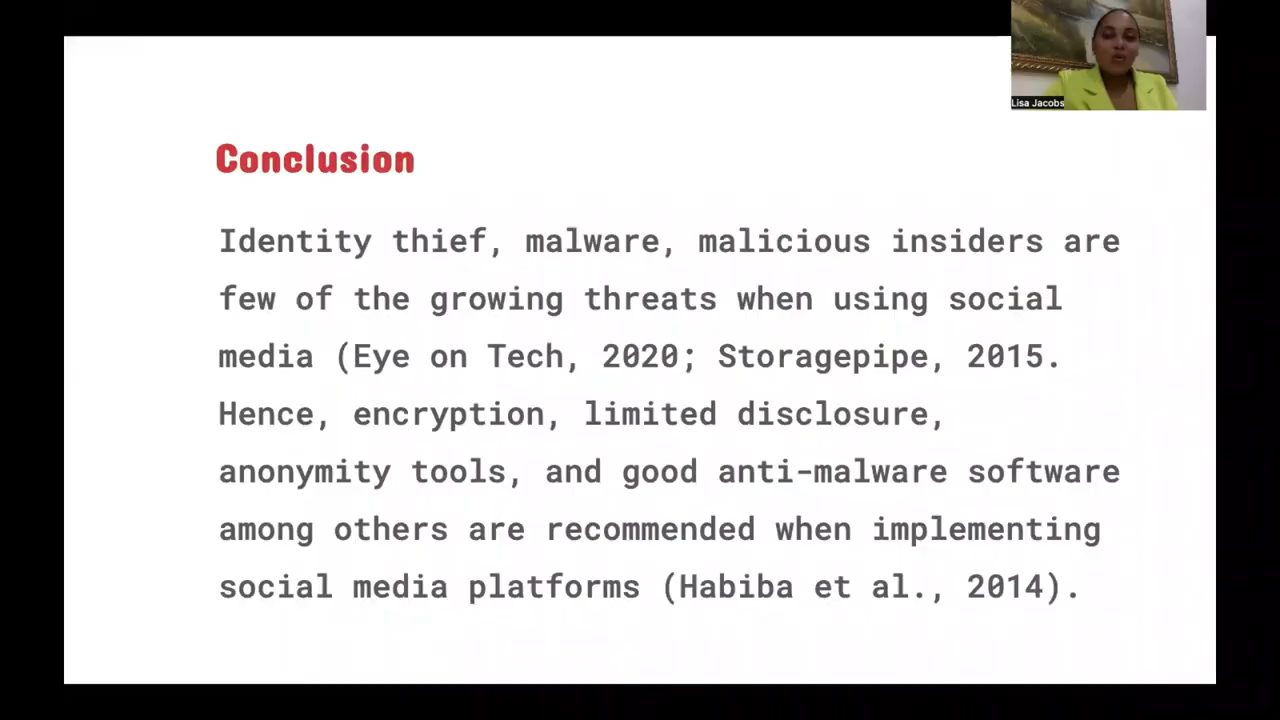 Lisa Jacobs
Conclusion
Identity thief, malware, malicious insiders are
few of the growing threats when using social
media (Eye on Tech, 2020; Storagepipe, 2015.
Hence, encryption, limited disclosure,
anonymity tools, and good anti-malware software
among others are recommended when implementing
social media platforms (Habiba et al., 2014).